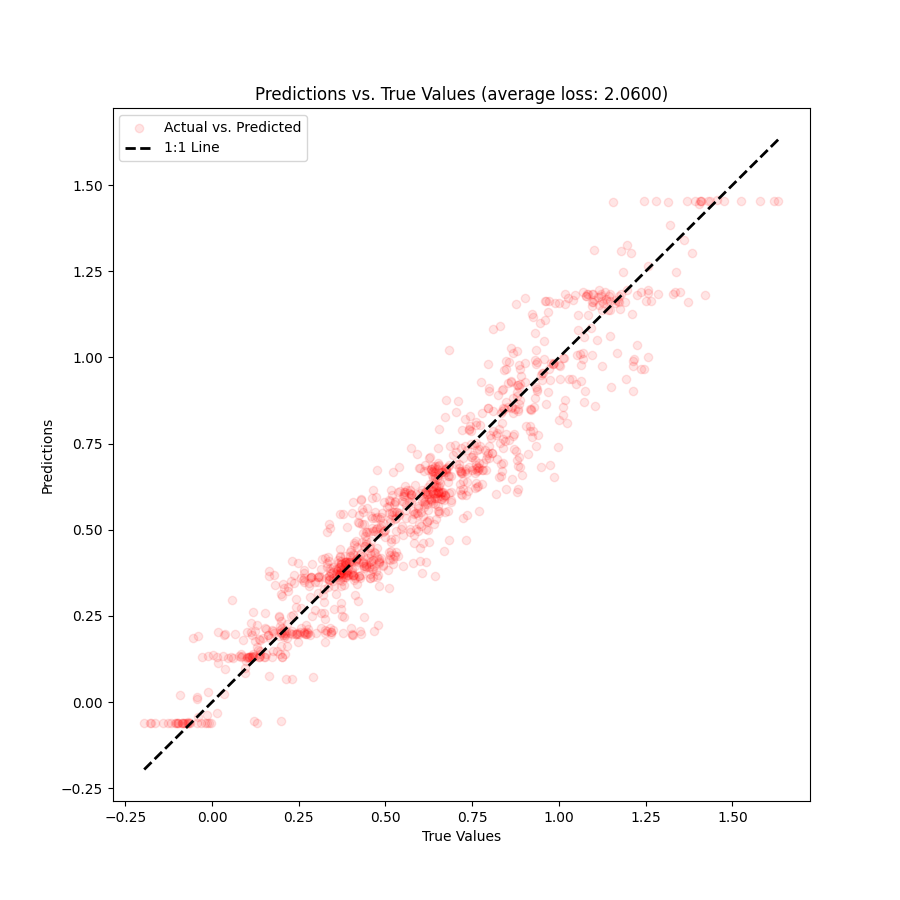 Predictions vs. True Values (average loss: 2.0600)
Actual vs. Predicted
1:1 Line
1.50
1.25
1.00
0.75
0.50
0.25
0.00
−0.25
Predictions
−0.25 0.00 0.25 0.50 0.75 1.00 1.25 1.50
True Values